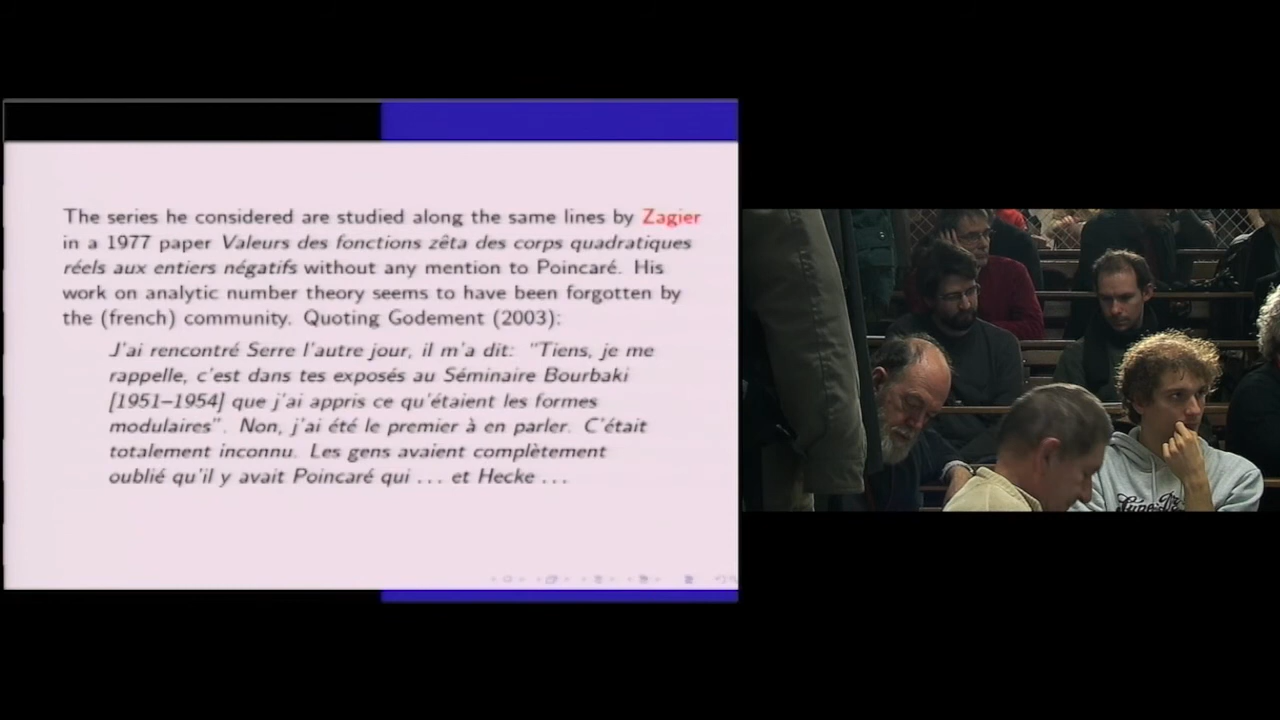 The series he considered are studied along the same lines by Zagier
in a 1977 paper Valeurs des fonctions zêta des corps quadratiques
réels aux entiers négatifs without any mention to Poincaré. His
work on analytic number theory seems to have been forgotten by
the (french) community. Quoting Godement (2003):
J'ai rencontré Serre l'autre jour, il m'a dit: "Tiens, je me
rappelle, c'est dans tes exposés au Séminaire Bourbaki
[1951–1954] que j'ai appris ce qu'étaient les formes
modulaires". Non, j'ai été le premier à en parler. C'était
totalement inconnu. Les gens avaient complètement
oublié qu'il y avait Poincaré qui ... et Hecke ...